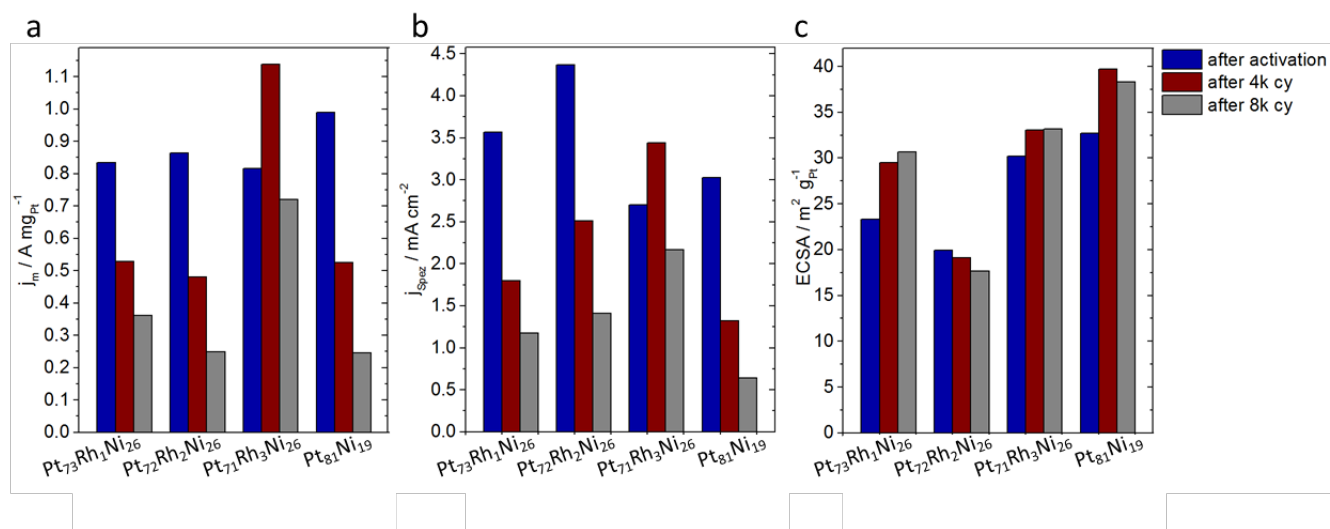 a
b
c
j_m / A mg_Pt^-1
1.1
1.0
0.9
0.8
0.7
0.6
0.5
0.4
0.3
0.2
0.1
0.0
Pt73Rh1Ni26
Pt72Rh2Ni26
Pt71Rh3Ni26
Pt81Ni19
j_Spez / mA cm^-2
4.5
4.0
3.5
3.0
2.5
2.0
1.5
1.0
0.5
0.0
Pt73Rh1Ni26
Pt72Rh2Ni26
Pt71Rh3Ni26
Pt81Ni19
ECSA / m^2 g_Pt^-1
40
35
30
25
20
15
10
5
0
Pt73Rh1Ni26
Pt72Rh2Ni26
Pt71Rh3Ni26
Pt81Ni19
after activation
after 4k cy
after 8k cy